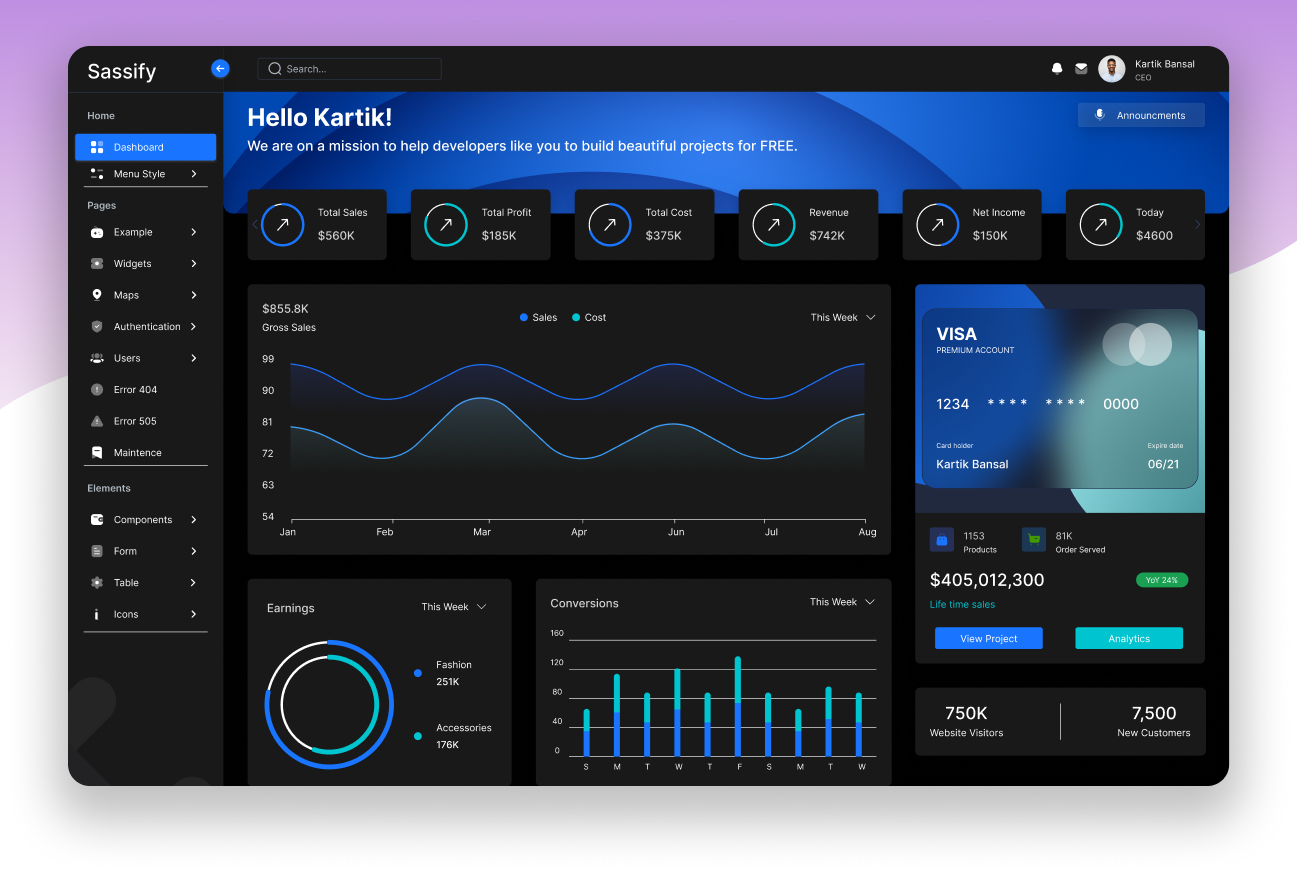 Sassify
Search...
Kartik Bansal
CEO
Home
Dashboard
Menu Style
Pages
Example
Widgets
Maps
Authentication
Users
Error 404
Error 505
Maintence
Elements
Components
Form
Table
Icons
Hello Kartik!
We are on a mission to help developers like you to build beautiful projects for FREE.
Announcments
Total Sales
$560K
Total Profit
$185K
Total Cost
$375K
Revenue
$742K
Net Income
$150K
Today
$4600
$855.8K
Gross Sales
Sales
Cost
This Week
99
90
81
72
63
54
Jan Feb Mar Apr Jun Jul Aug
VISA
PREMIUM ACCOUNT
1234 **** **** 0000
Card holder
Expire date
Kartik Bansal
06/21
1153
Products
81K
Order Served
$405,012,300
YoY 24%
Life time sales
View Project
Analytics
Earnings
This Week
Fashion
251K
Accessories
176K
Conversions
This Week
160
120
80
40
0
S M T W T F S M T W
750K
Website Visitors
7,500
New Customers